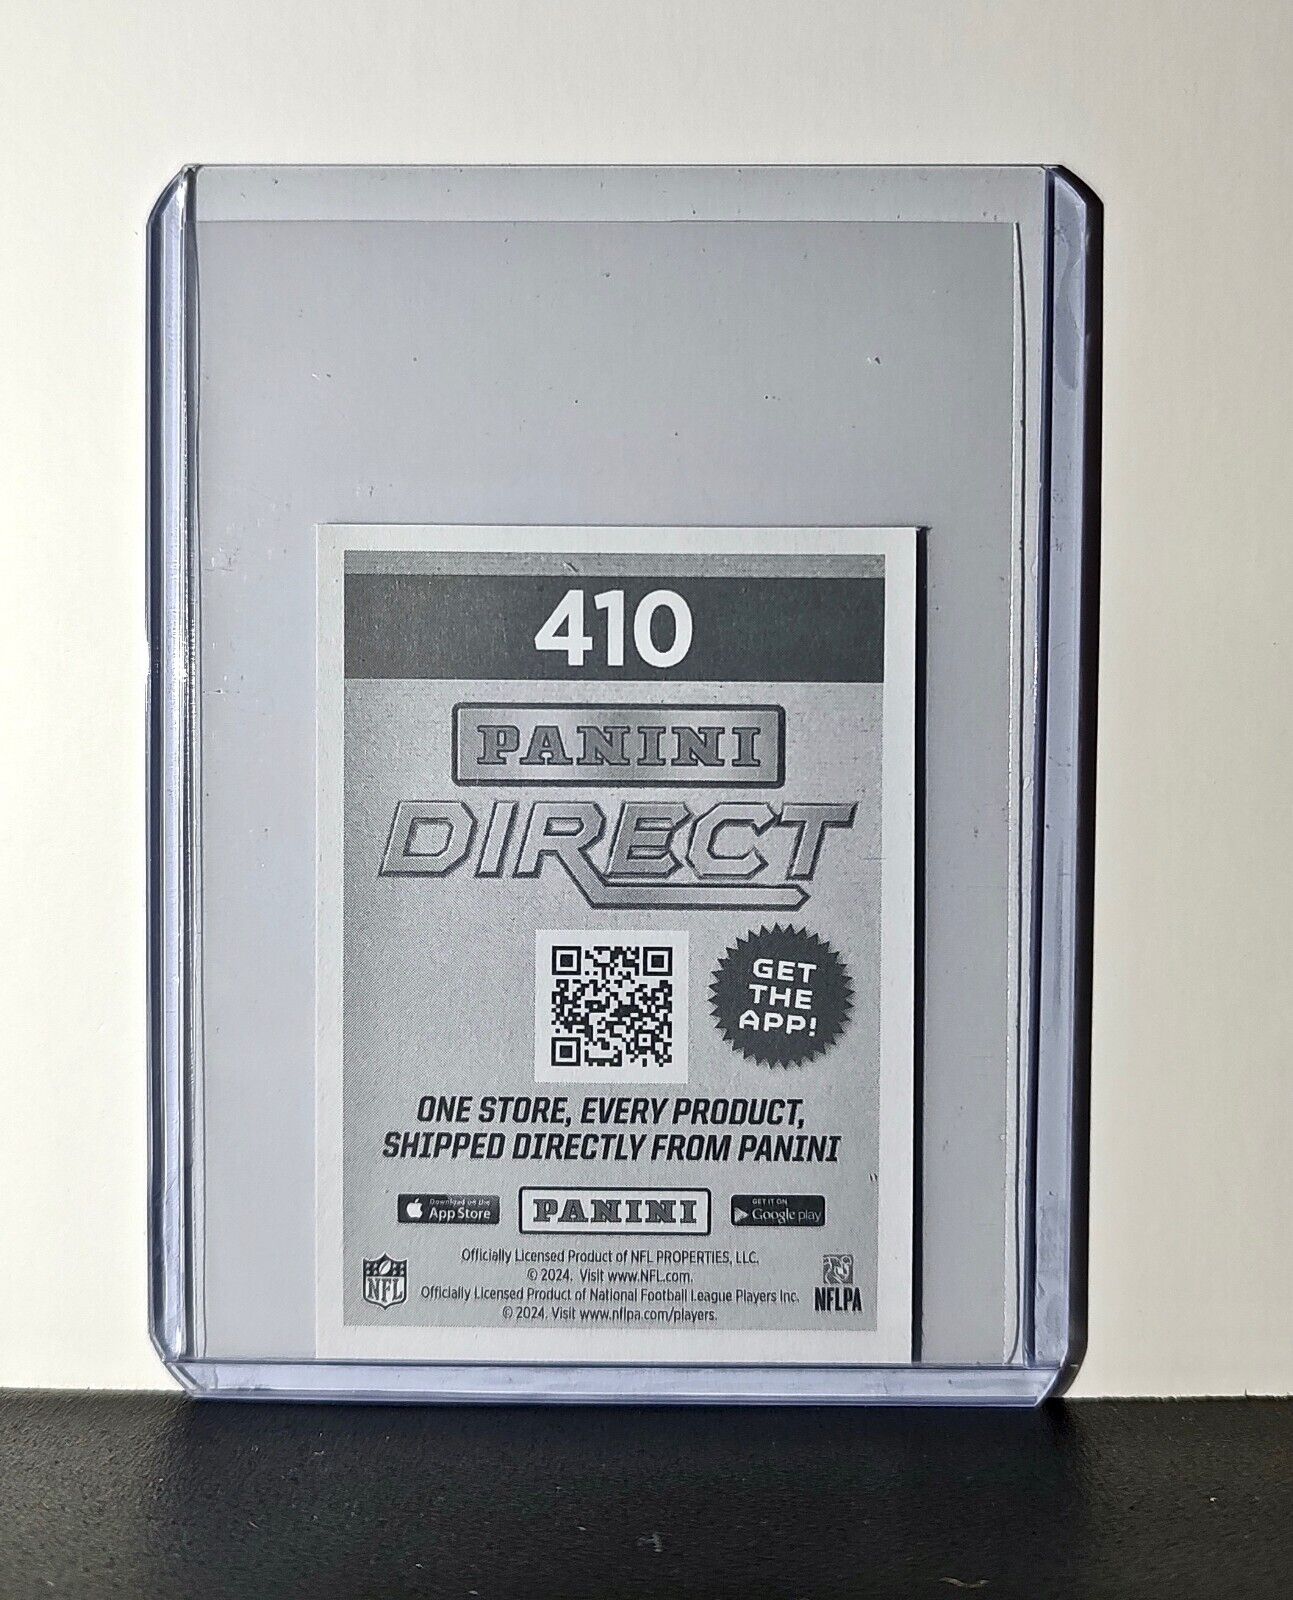 410
PANINI
DIRECT
GET
THE
APP!
ONE STORE, EVERY PRODUCT,
SHIPPED DIRECTLY FROM PANINI
Download on the
App Store
PANINI
GET IT ON
Google play
Officially Licensed Product of NFL PROPERTIES, LLC.
© 2024. Visit www.NFL.com.
Officially Licensed Product of National Football League Players Inc.
© 2024. Visit www.nflpa.com/players.
NFL
NFLPA